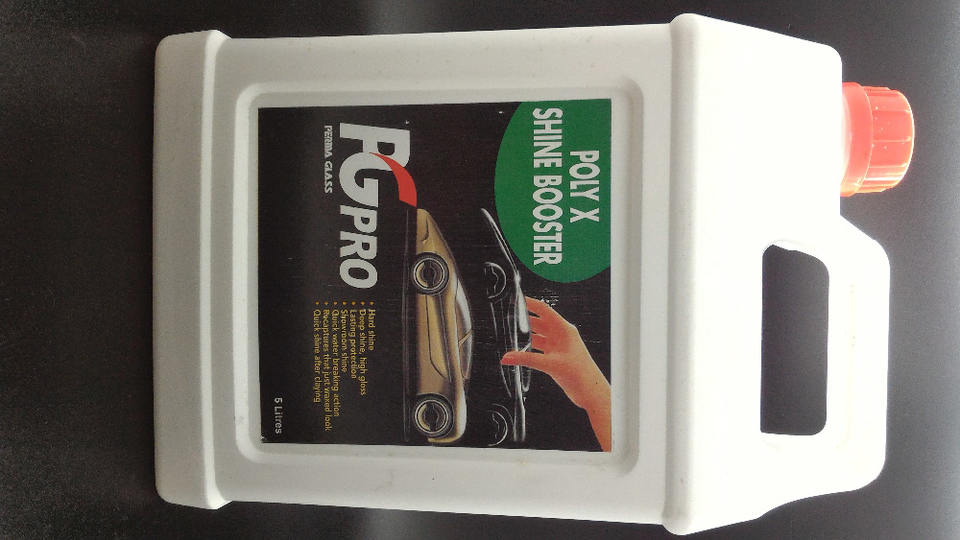 POLY X
SHINE BOOSTER
PGPRO
PERMA GLASS
• Hard shine
• Deep shine, high gloss
• Lasting protection
• Showroom shine
• Quick water breaking action
• Recaptures that just waxed look
• Quick shine after claying
5 Litres